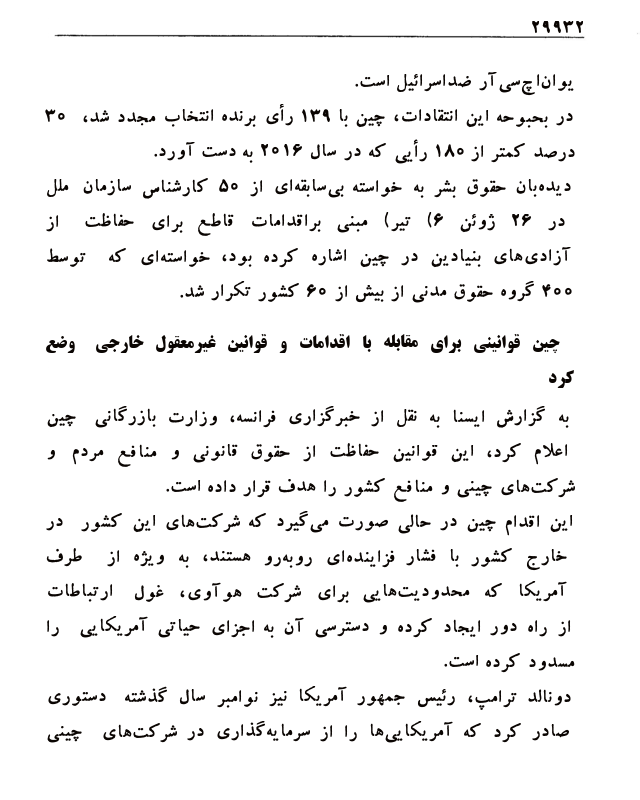 ۲۹۹۳۲
یوان‌اچ‌سی‌آر ضداسرائیل است.
در بحبوحه این انتقادات، چین با ۱۳۹ رأی برنده انتخاب مجدد شد، ۳۰
درصد کمتر از ۱۸۰ رأیی که در سال ۲۰۱۶ به دست آورد.
دیده‌بان حقوق بشر به خواسته بی‌سابقه‌ای از ۵۰ کارشناس سازمان ملل
در ۲۶ ژوئن ۶) تیر) مبنی براقدامات قاطع برای حفاظت از
آزادی‌های بنیادین در چین اشاره کرده بود، خواسته‌ای که توسط
۴۰۰ گروه حقوق مدنی از بیش از ۶۰ کشور تکرار شد.
چین قوانینی برای مقابله با اقدامات و قوانین غیرمعقول خارجی وضع
کرد
به گزارش ایسنا به نقل از خبرگزاری فرانسه، وزارت بازرگانی چین
اعلام کرد، این قوانین حفاظت از حقوق قانونی و منافع مردم و
شرکت‌های چینی و منافع کشور را هدف قرار داده است.
این اقدام چین در حالی صورت می‌گیرد که شرکت‌های این کشور در
خارج کشور با فشار فزاینده‌ای روبه‌رو هستند، به ویژه از طرف
آمریکا که محدودیت‌هایی برای شرکت هوآوی، غول ارتباطات
از راه دور ایجاد کرده و دسترسی آن به اجزای حیاتی آمریکایی را
مسدود کرده است.
دونالد ترامپ، رئیس جمهور آمریکا نیز نوامبر سال گذشته دستوری
صادر کرد که آمریکایی‌ها را از سرمایه‌گذاری در شرکت‌های چینی